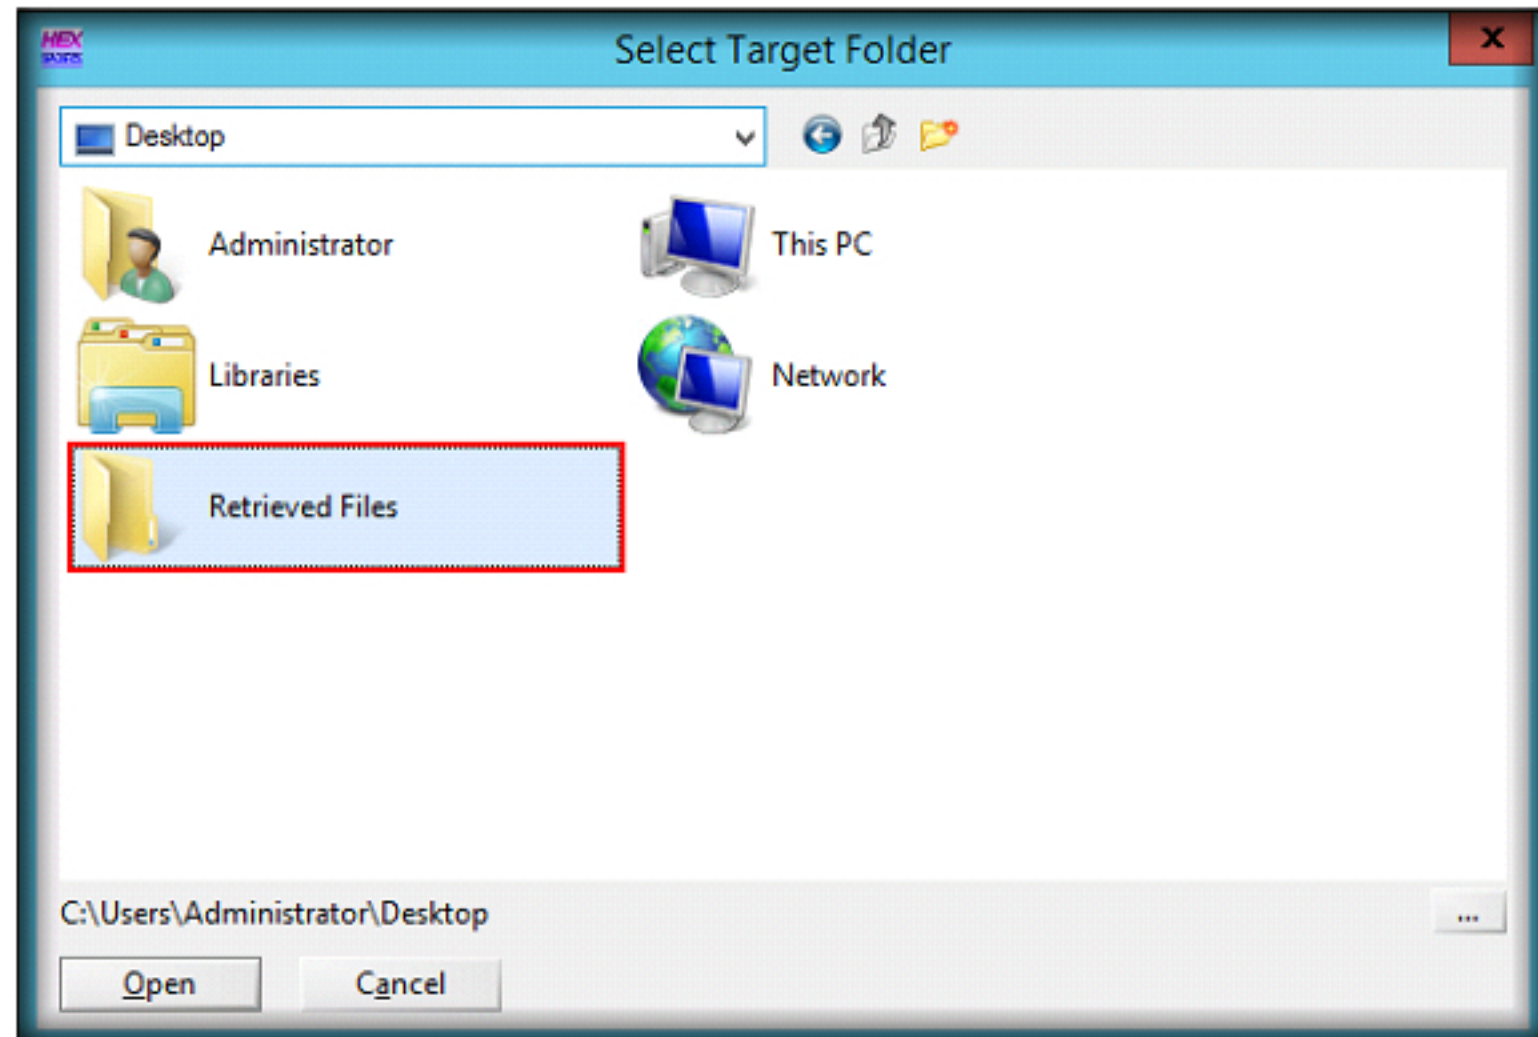 Select Target Folder
x
Desktop
Administrator
This PC
Libraries
Network
Retrieved Files
C:\Users\Administrator\Desktop
...
Open
Cancel